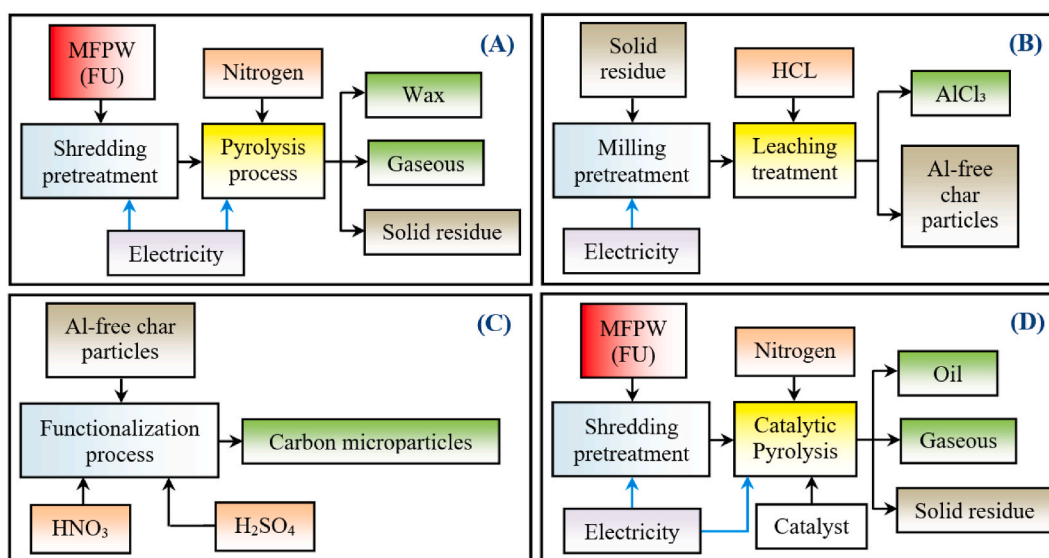 (A)
MFPW
(FU)
Nitrogen
Wax
Shredding
pretreatment
Pyrolysis
process
Gaseous
Solid residue
Electricity
(B)
Solid
residue
HCL
AlCl₃
Milling
pretreatment
Leaching
treatment
Al-free
char
particles
Electricity
(C)
Al-free char
particles
Functionalization
process
Carbon microparticles
HNO₃
H₂SO₄
(D)
MFPW
(FU)
Nitrogen
Oil
Shredding
pretreatment
Catalytic
Pyrolysis
Gaseous
Solid residue
Electricity
Catalyst